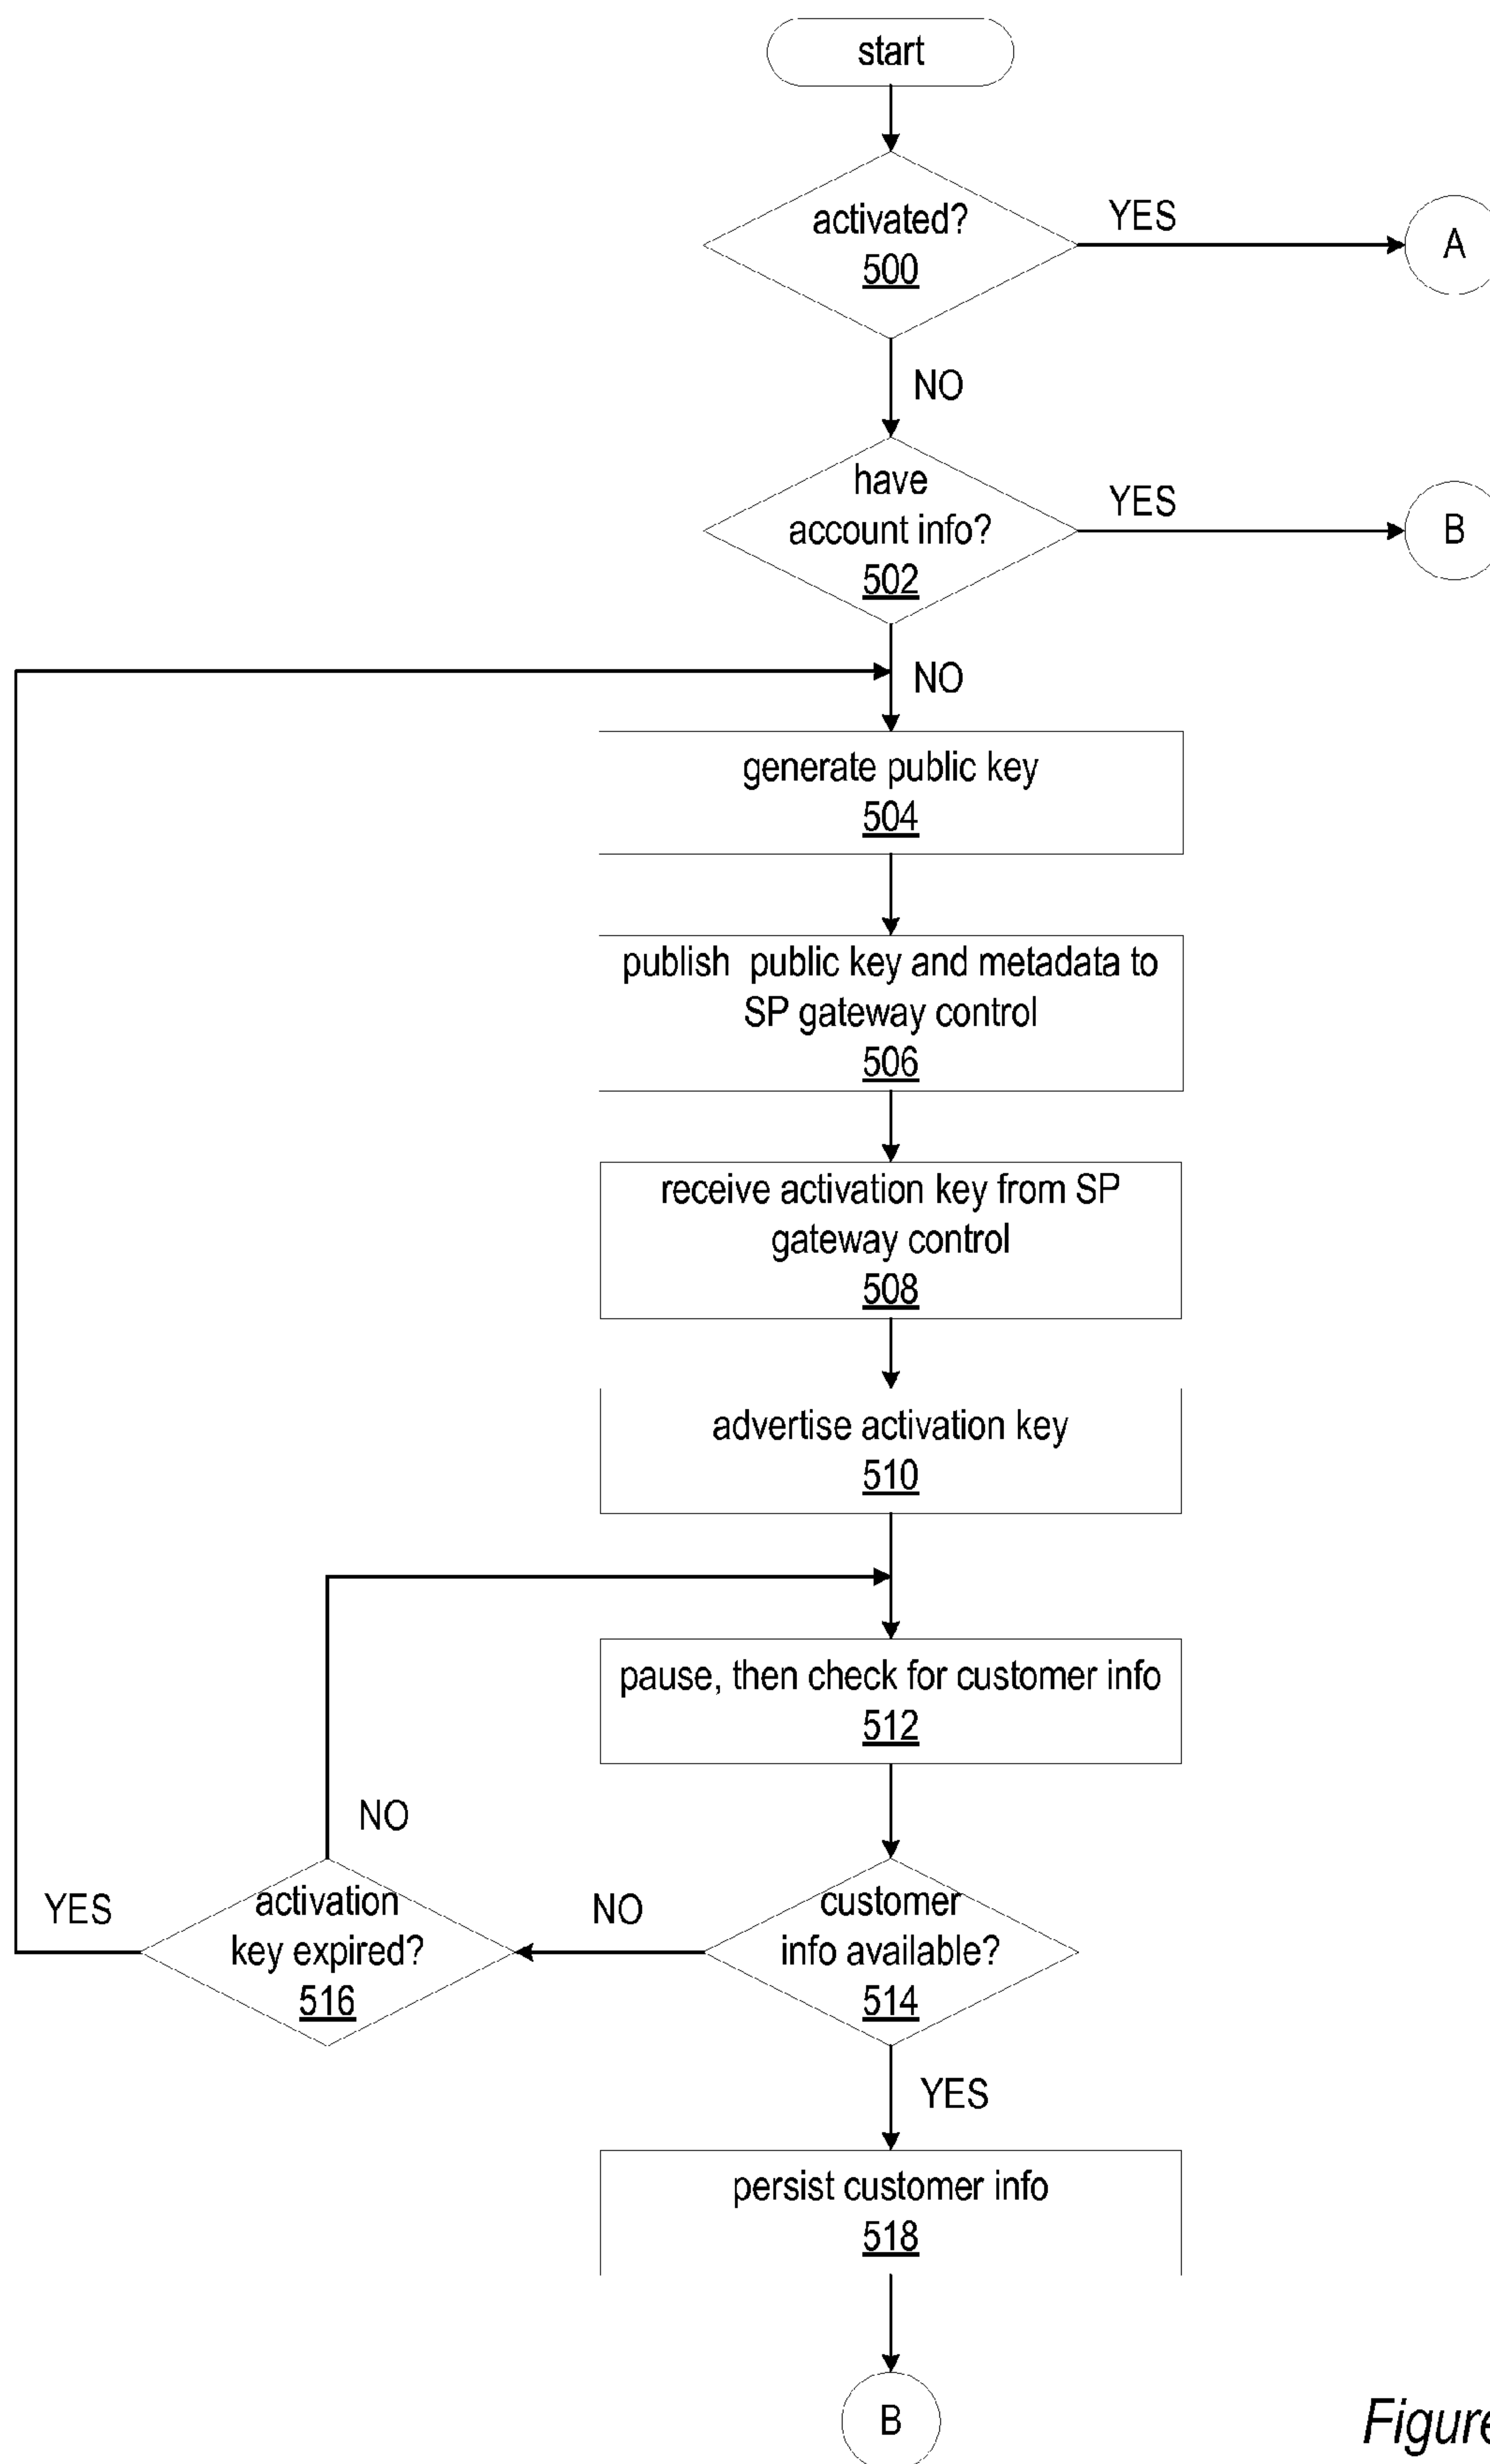 start
activated?
500
YES
A
NO
have
account info?
502
YES
B
NO
generate public key
504
publish public key and metadata to
SP gateway control
506
receive activation key from SP
gateway control
508
advertise activation key
510
pause, then check for customer info
512
NO
YES
activation
key expired?
516
NO
customer
info available?
514
YES
persist customer info
518
B
Figure